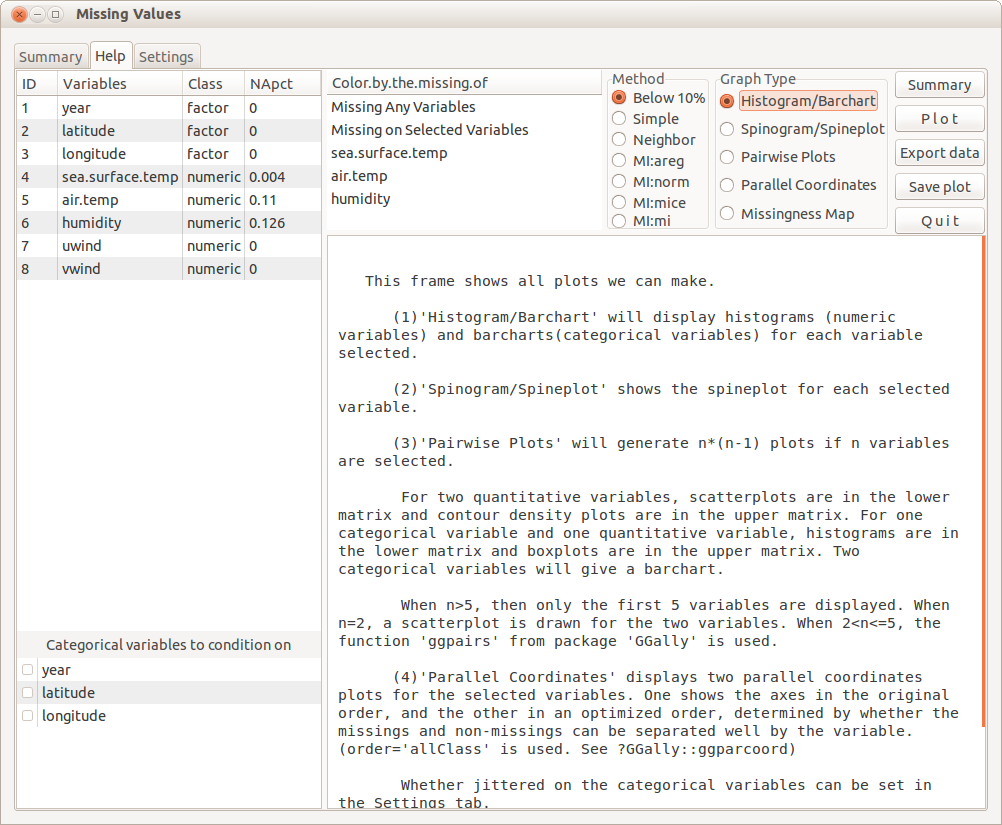 Missing Values
Summary Help Settings
ID Variables Class NApct
1 year factor 0
2 latitude factor 0
3 longitude factor 0
4 sea.surface.temp numeric 0.004
5 air.temp numeric 0.11
6 humidity numeric 0.126
7 uwind numeric 0
8 vwind numeric 0
Categorical variables to condition on
year
latitude
longitude
Color.by.the.missing.of
Missing Any Variables
Missing on Selected Variables
sea.surface.temp
air.temp
humidity
Method
Below 10%
Simple
Neighbor
MI:areg
MI:norm
MI:mice
MI:mi
Graph Type
Histogram/Barchart
Spinogram/Spineplot
Pairwise Plots
Parallel Coordinates
Missingness Map
Summary
Plot
Export data
Save plot
Quit
This frame shows all plots we can make.
(1)'Histogram/Barchart' will display histograms (numeric
variables) and barcharts(categorical variables) for each variable
selected.
(2)'Spinogram/Spineplot' shows the spineplot for each selected
variable.
(3)'Pairwise Plots' will generate n*(n-1) plots if n variables
are selected.
For two quantitative variables, scatterplots are in the lower
matrix and contour density plots are in the upper matrix. For one
categorical variable and one quantitative variable, histograms are in
the lower matrix and boxplots are in the upper matrix. Two
categorical variables will give a barchart.
When n>5, then only the first 5 variables are displayed. When
n=2, a scatterplot is drawn for the two variables. When 2<n<=5, the
function 'ggpairs' from package 'GGally' is used.
(4)'Parallel Coordinates' displays two parallel coordinates
plots for the selected variables. One shows the axes in the original
order, and the other in an optimized order, determined by whether the
missings and non-missings can be separated well by the variable.
(order='allClass' is used. See ?GGally::ggparcoord)
Whether jittered on the categorical variables can be set in
the Settings tab.